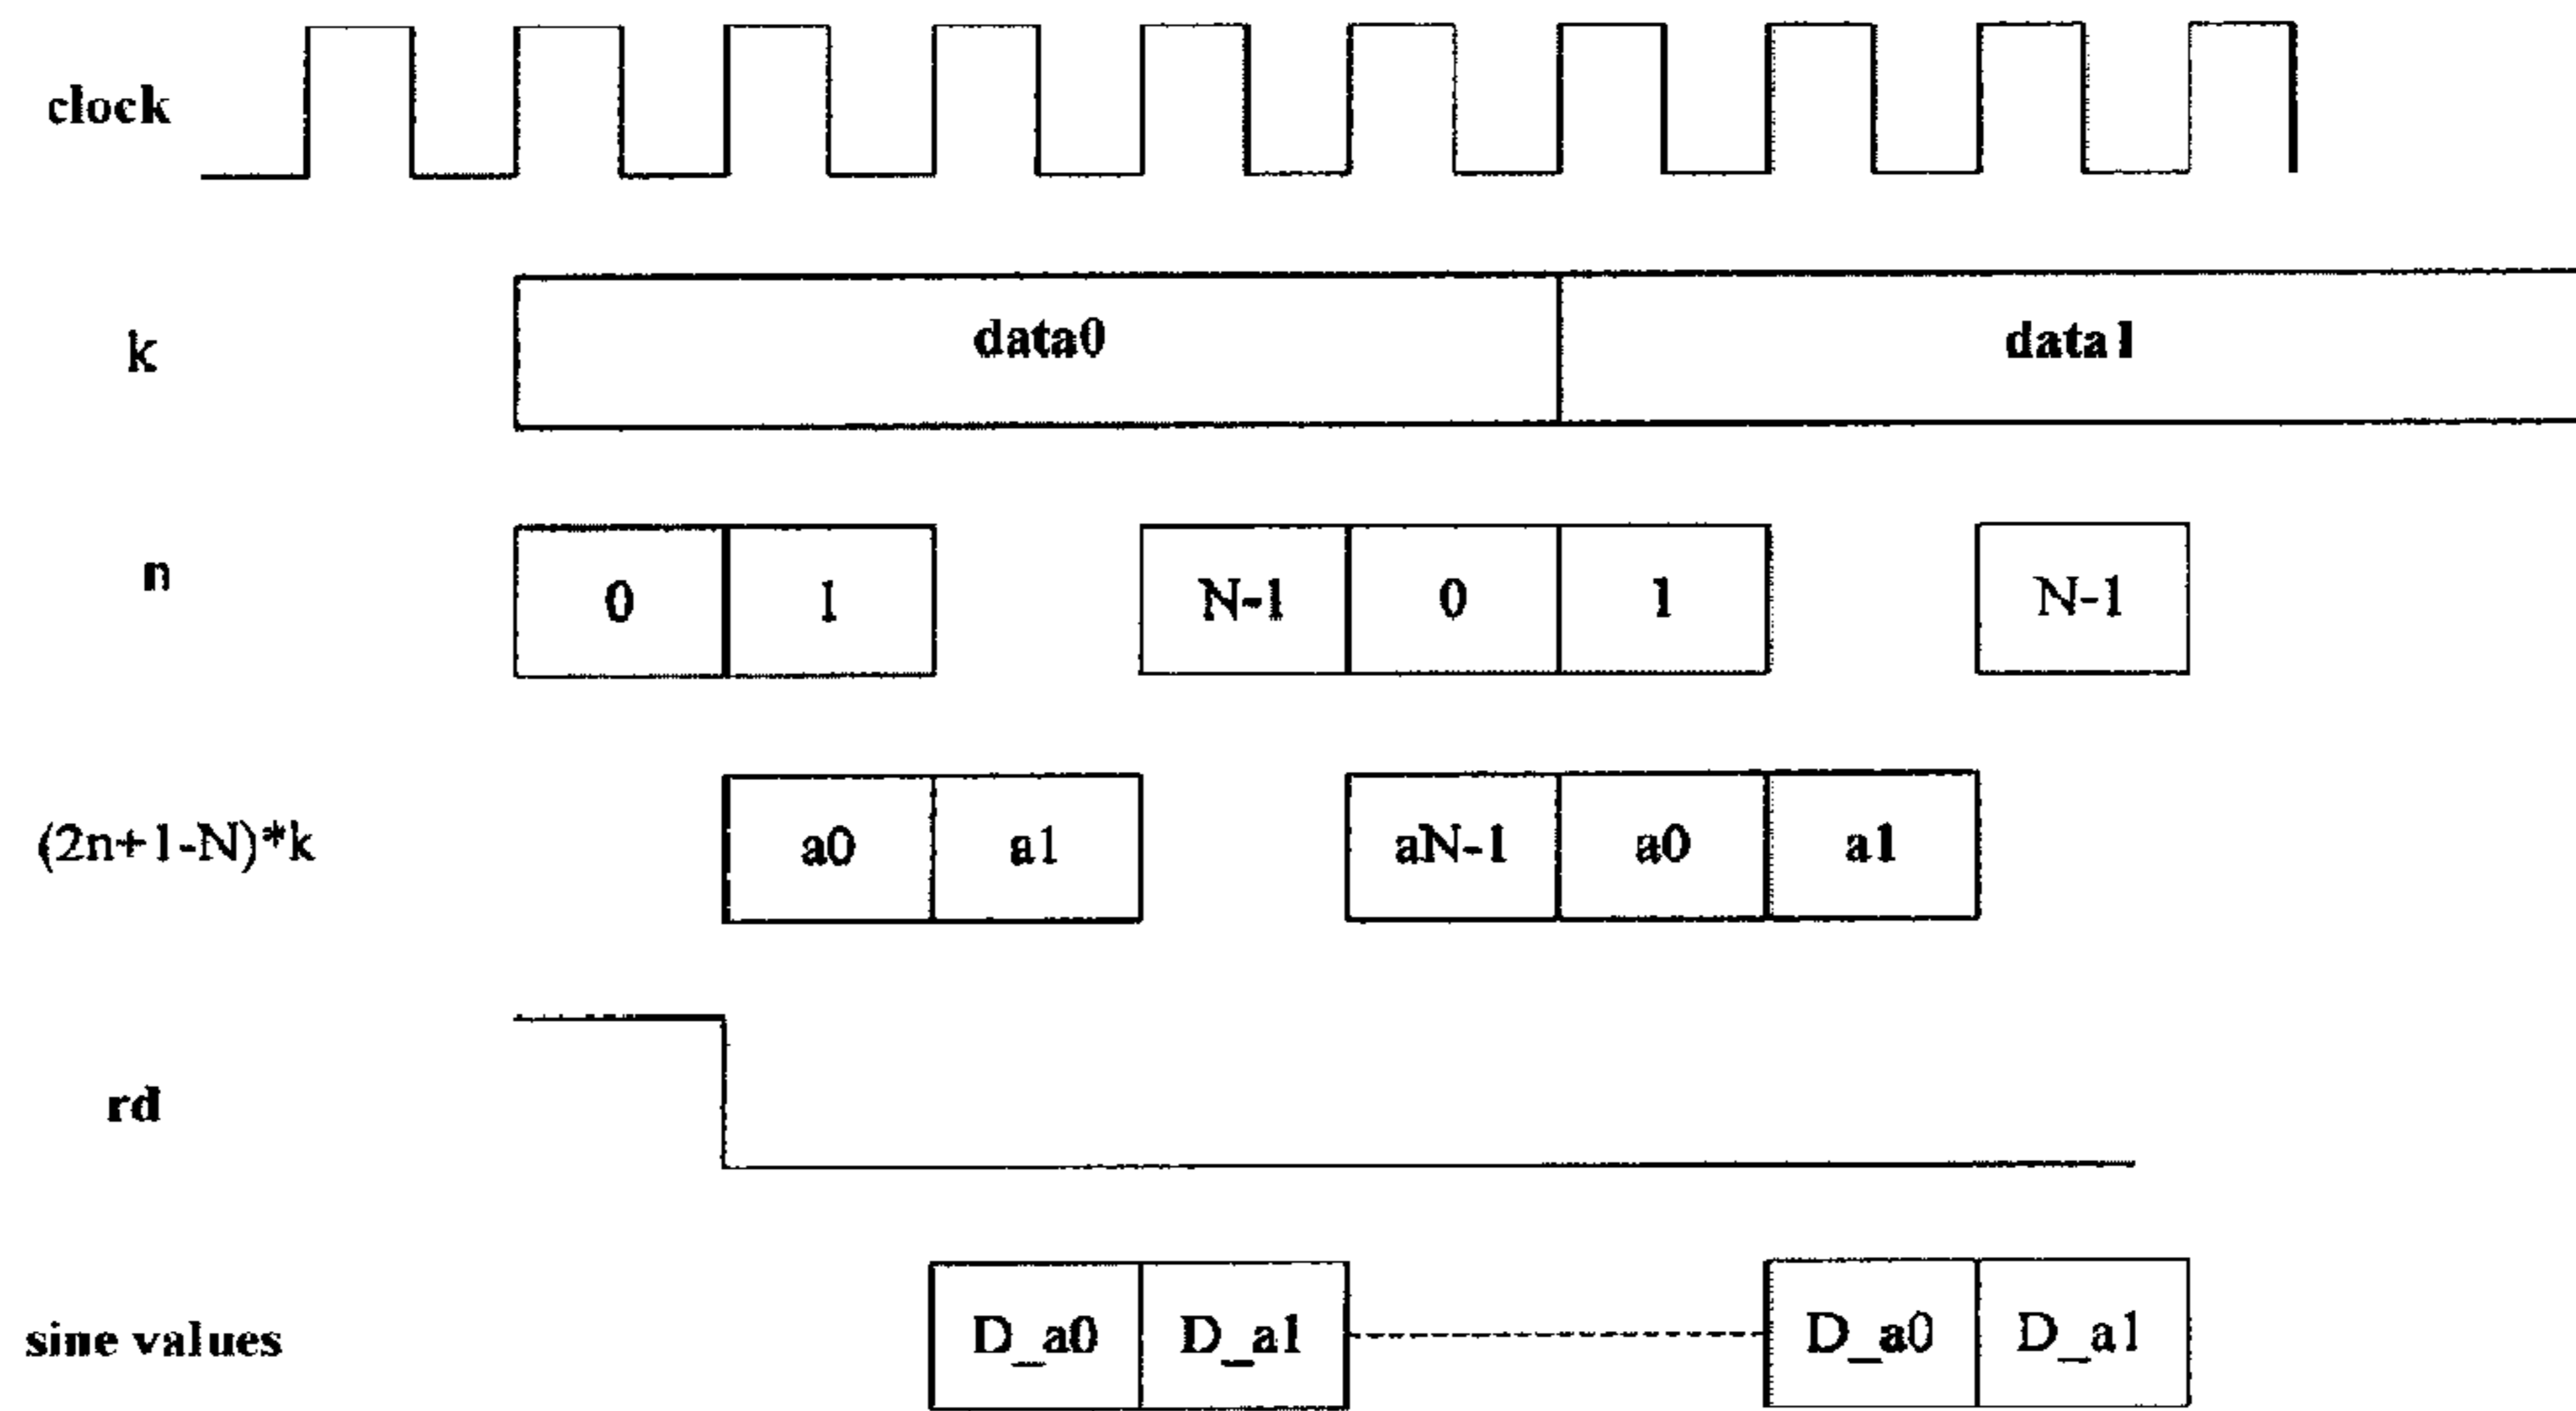 clock
k
data0
data1
n
0
1
N-1
0
1
N-1
(2n+1-N)*k
a0
a1
aN-1
a0
a1
rd
sine values
D_a0
D_a1
D_a0
D_a1